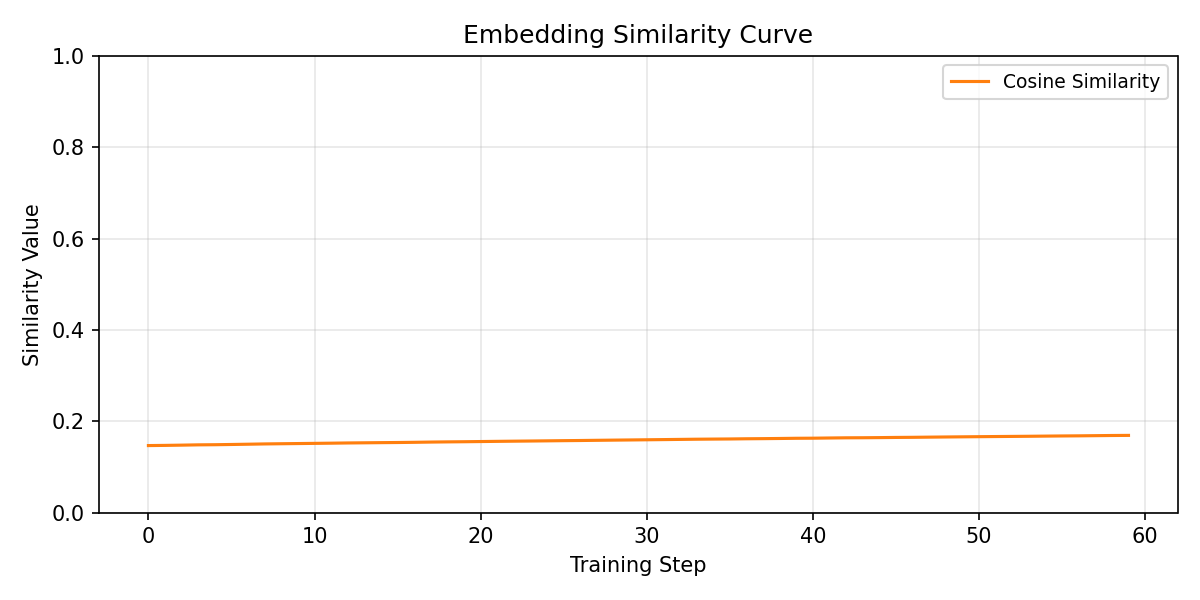 Embedding Similarity Curve
Cosine Similarity
Similarity Value
1.0
0.8
0.6
0.4
0.2
0.0
0 10 20 30 40 50 60
Training Step